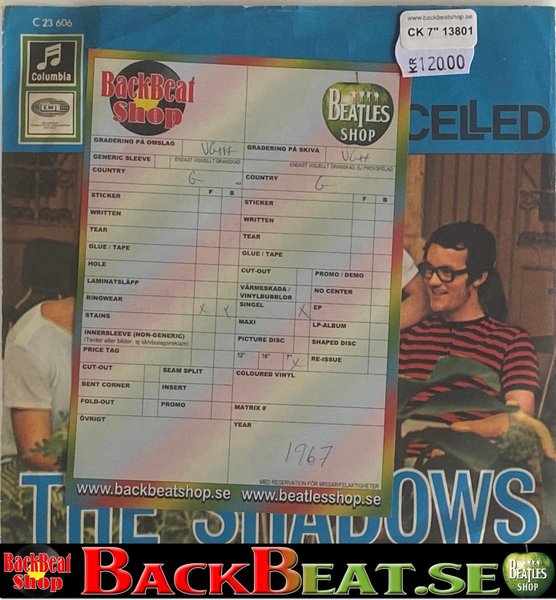 C 23 606
www.backbeatshop.se
CK 7" 13801
KR 120.00
Columbia
EMI
CELLED
BackBeat
Shop
BEATLES
SHOP
GRADERING PÅ OMSLAG VG++
GRADERING PÅ SKIVA VG++
GENERIC SLEEVE ENDAST VISUELLT GRANSKAD
ENDAST VISUELLT GRANSKAD, EJ PROVSPELAD
COUNTRY G
COUNTRY G
F B
F B
STICKER
STICKER
WRITTEN
WRITTEN
TEAR
TEAR
GLUE / TAPE
GLUE / TAPE
HOLE
CUT-OUT PROMO / DEMO
LAMINATSLÄPP
VÄRMESKADA /
VINYLBUBBLOR
NO CENTER
RINGWEAR
SINGEL X EP
STAINS X X
MAXI LP-ALBUM
INNERSLEEVE (NON-GENERIC)
(Texter eller bilder, ej skivbolagsreklam)
PICTURE DISC SHAPED DISC
PRICE TAG
12" 10" 7" X RE-ISSUE
CUT-OUT SEAM SPLIT
COLOURED VINYL
BENT CORNER INSERT
FOLD-OUT PROMO
MATRIX #
ÖVRIGT
YEAR
1967
MED RESERVATION FÖR MISSAR/FELAKTIGHETER
www.backbeatshop.se www.beatlesshop.se
THE SHADOWS
BackBeat
Shop
BACKBEAT.SE
BEATLES
SHOP